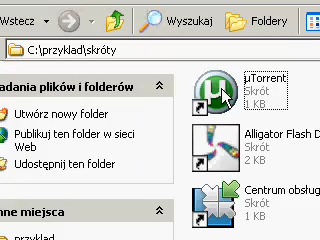 Wstecz
Wyszukaj
Foldery
C:\przyklad\skróty
adania plików i folderów
Utwórz nowy folder
Publikuj ten folder w sieci
Web
Udostępnij ten folder
nne miejsca
przyklad
µTorrent
Skrót
1 KB
Alligator Flash D
Skrót
2 KB
Centrum obsług
Skrót
1 KB